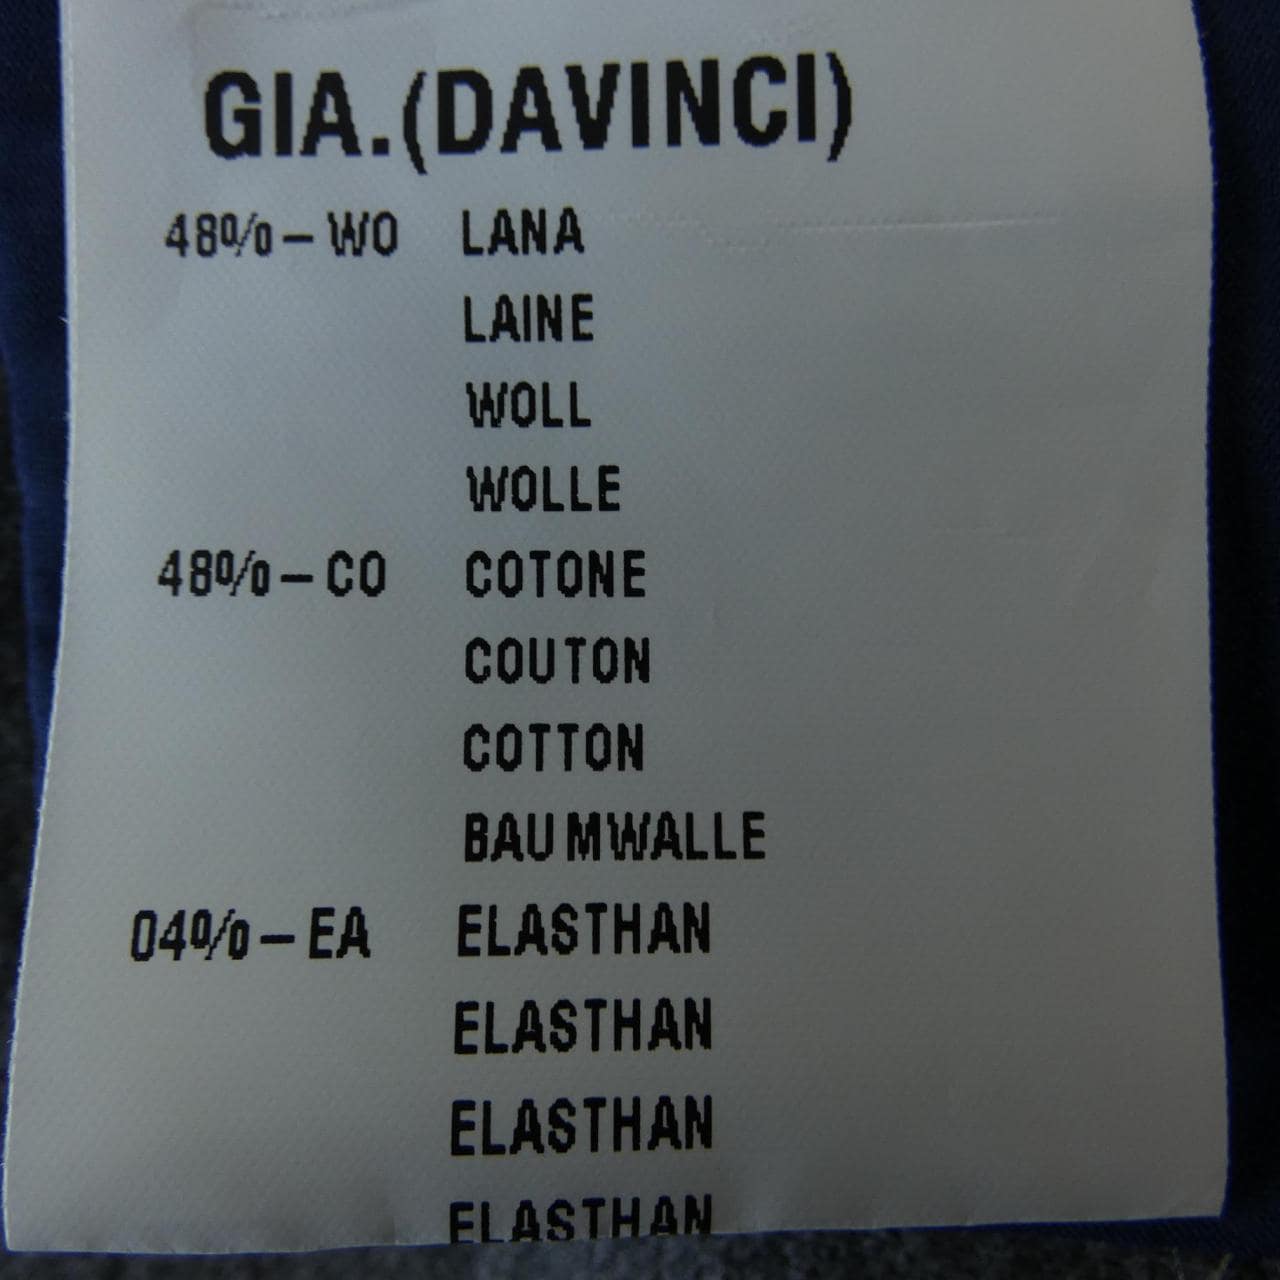 GIA.(DAVINCI)
48%-WO LANA
LAINE
WOLL
WOLLE
48%-CO COTONE
COUTON
COTTON
BAUMWALLE
04%-EA ELASTHAN
ELASTHAN
ELASTHAN
ELASTHAN